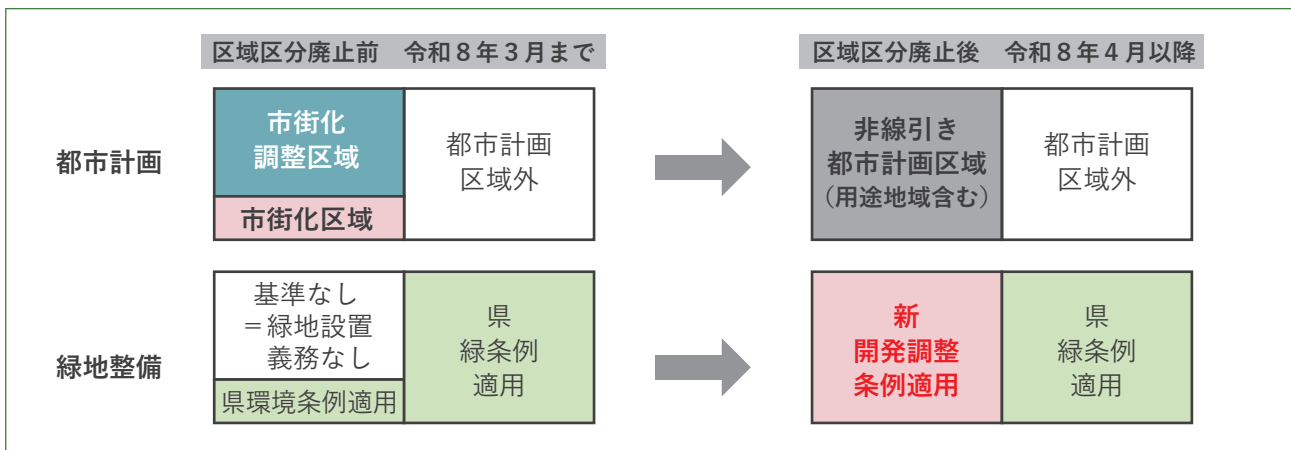 区域区分廃止前　令和８年３月まで
区域区分廃止後　令和８年４月以降
都市計画
市街化
調整区域
市街化区域
都市計画
区域外
非線引き
都市計画区域
（用途地域含む）
都市計画
区域外
緑地整備
基準なし
＝緑地設置
義務なし
県環境条例適用
県
緑条例
適用
新
開発調整
条例適用
県
緑条例
適用